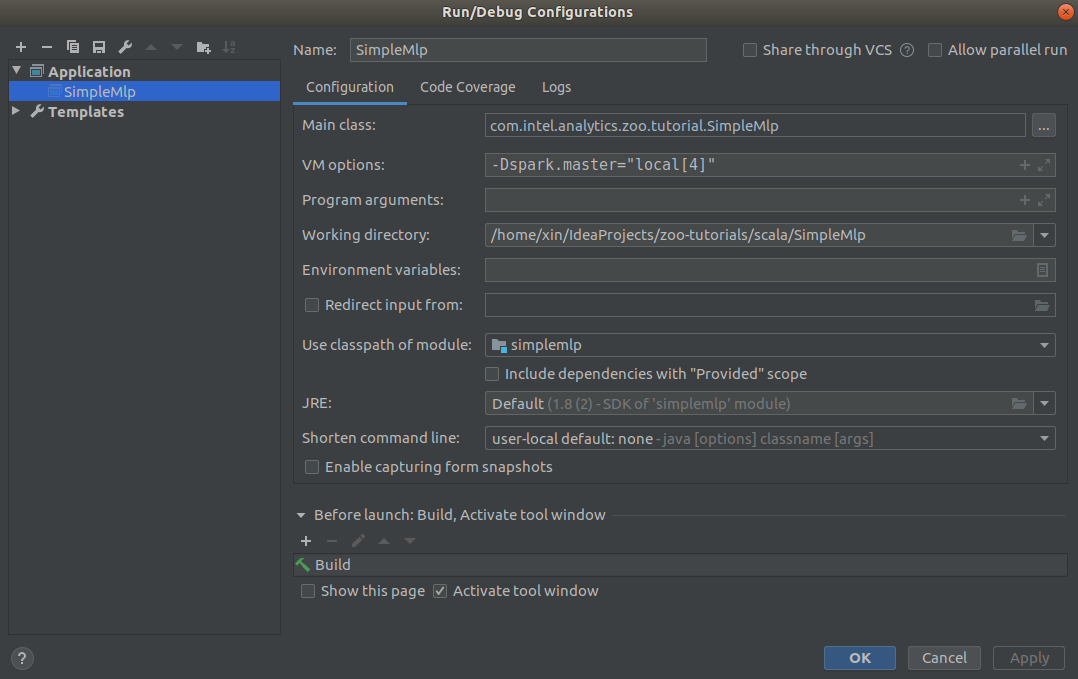 Run/Debug Configurations
Name: SimpleMlp
Share through VCS ? Allow parallel run
Application
SimpleMlp
Templates
Configuration Code Coverage Logs
Main class: com.intel.analytics.zoo.tutorial.SimpleMlp ...
VM options: -Dspark.master="local[4]"
Program arguments:
Working directory: /home/xin/IdeaProjects/zoo-tutorials/scala/SimpleMlp
Environment variables:
Redirect input from:
Use classpath of module: simplemlp
Include dependencies with "Provided" scope
JRE: Default (1.8 (2) - SDK of 'simplemlp' module)
Shorten command line: user-local default: none - java [options] classname [args]
Enable capturing form snapshots
Before launch: Build, Activate tool window
Build
Show this page Activate tool window
? OK Cancel Apply